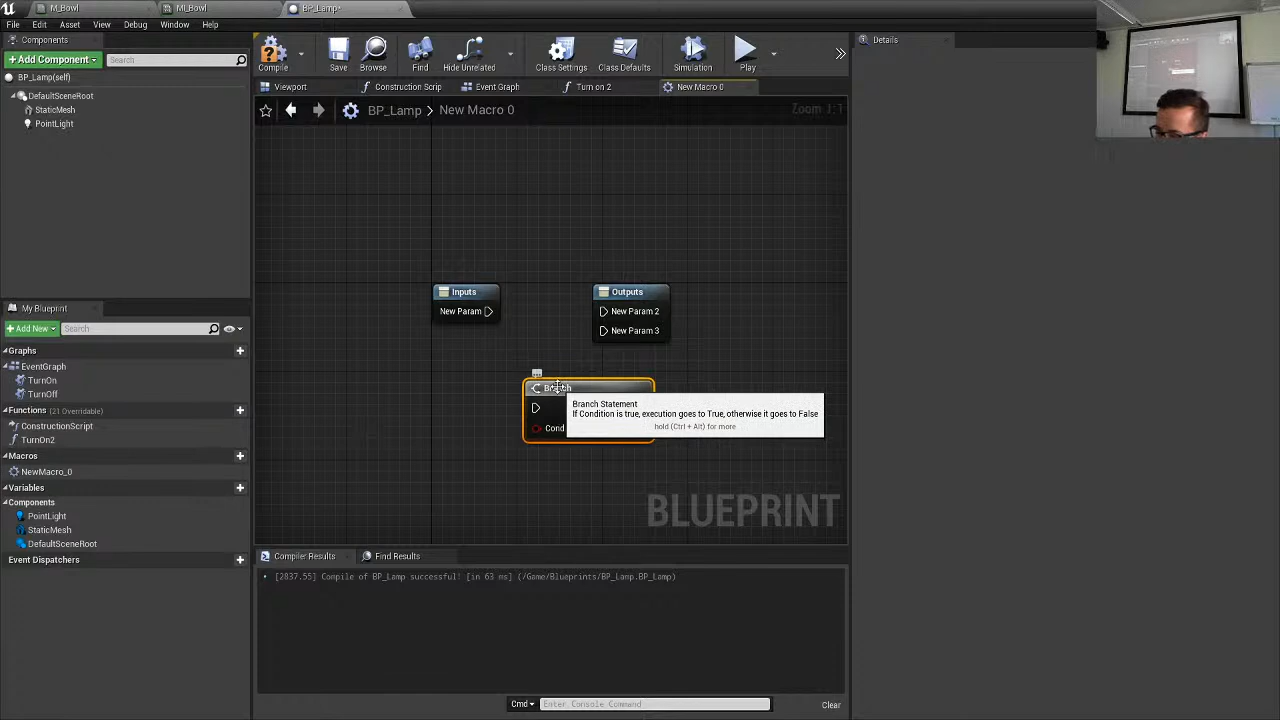 M_Bowl
MI_Bowl
BP_Lamp*
File Edit Asset View Debug Window Help
Components
+ Add Component
Search
BP_Lamp(self)
DefaultSceneRoot
StaticMesh
PointLight
Compile Save Browse Find Hide Unrelated Class Settings Class Defaults Simulation Play
Viewport Construction Scrip Event Graph Turn on 2 New Macro 0
BP_Lamp > New Macro 0
Zoom 1:1
Inputs
New Param
Outputs
New Param 2
New Param 3
Branch
Cond
Branch Statement
If Condition is true, execution goes to True, otherwise it goes to False
hold (Ctrl + Alt) for more
BLUEPRINT
My Blueprint
+ Add New
Search
Graphs
EventGraph
TurnOn
TurnOff
Functions (21 Overridable)
ConstructionScript
TurnOn2
Macros
NewMacro_0
Variables
Components
PointLight
StaticMesh
DefaultSceneRoot
Event Dispatchers
Compiler Results
Find Results
[2837.55] Compile of BP_Lamp successful! [in 63 ms] (/Game/Blueprints/BP_Lamp.BP_Lamp)
Cmd
Enter Console Command
Clear
Details